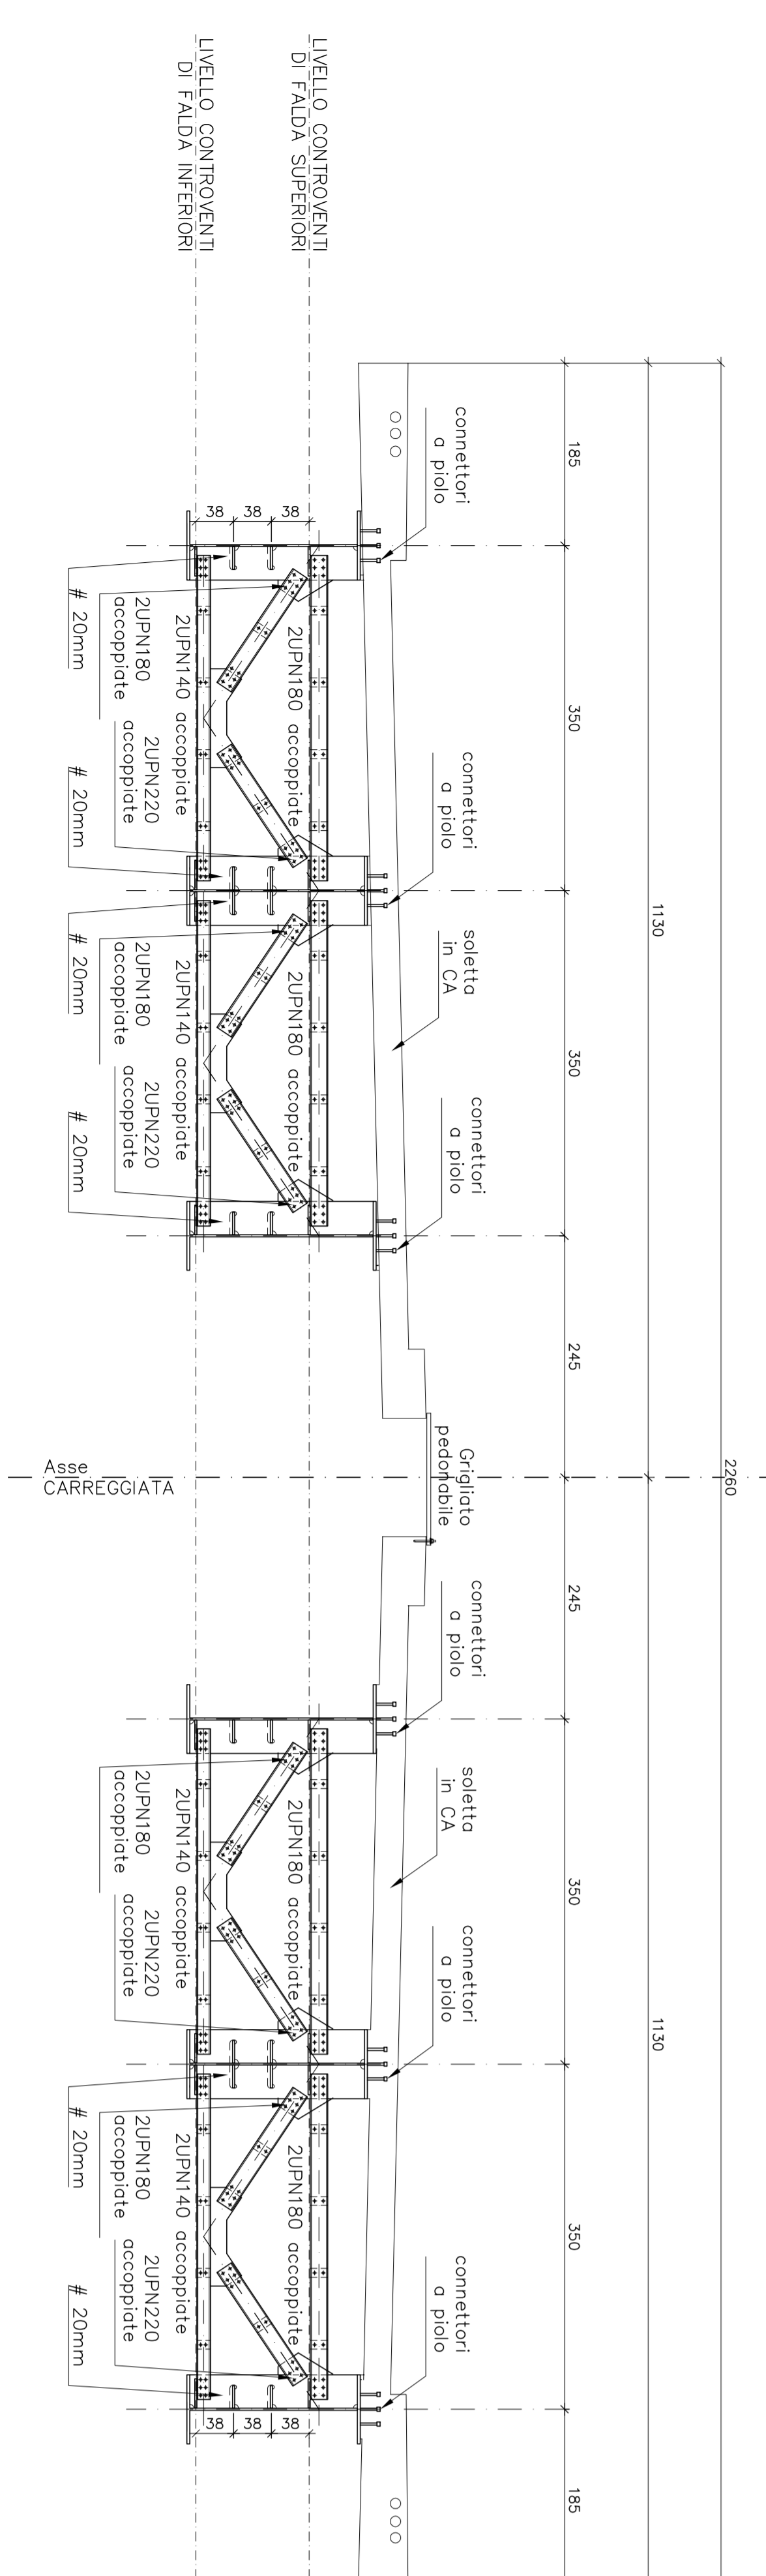 2260
1130
1130
185
350
350
245
245
350
350
185
connettori
a piolo
connettori
a piolo
soletta
in CA
connettori
a piolo
Grigliato
pedonabile
connettori
a piolo
soletta
in CA
connettori
a piolo
connettori
a piolo
LIVELLO CONTROVENTI
DI FALDA SUPERIORI
2UPN180 accoppiate
2UPN180 accoppiate
2UPN180 accoppiate
2UPN180 accoppiate
38
38
38
38
38
38
LIVELLO CONTROVENTI
DI FALDA INFERIORI
2UPN140 accoppiate
2UPN140 accoppiate
2UPN140 accoppiate
2UPN140 accoppiate
2UPN180
accoppiate
2UPN220
accoppiate
2UPN180
accoppiate
2UPN220
accoppiate
2UPN180
accoppiate
2UPN220
accoppiate
2UPN180
accoppiate
2UPN220
accoppiate
# 20mm
# 20mm
# 20mm
# 20mm
# 20mm
# 20mm
Asse
CARREGGIATA